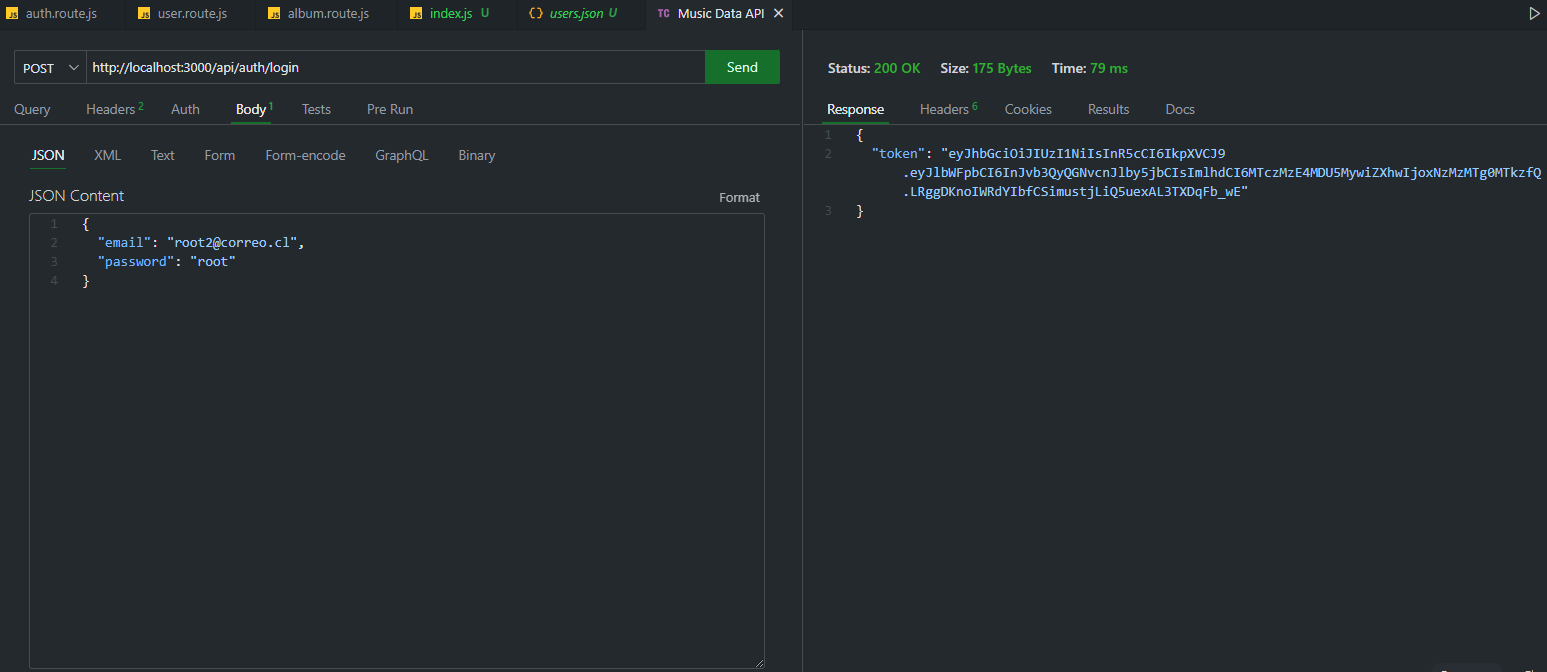 JS auth.route.js JS user.route.js JS album.route.js JS index.js U {} users.json U TC Music Data API ✕
POST http://localhost:3000/api/auth/login Send
Query Headers 2 Auth Body 1 Tests Pre Run
JSON XML Text Form Form-encode GraphQL Binary
JSON Content Format
1 {
2 "email": "root2@correo.cl",
3 "password": "root"
4 }
Status: 200 OK Size: 175 Bytes Time: 79 ms
Response Headers 6 Cookies Results Docs
1 {
2 "token": "eyJhbGciOiJIUzI1NiIsInR5cCI6IkpXVCJ9
.eyJlbWFpbCI6InJvb3QyQGNvcnJlby5jbCIsImlhdCI6MTczMzE4MDU5MywiZXhwIjoxNzMzMTg0MTkzfQ
.LRggDKnoIWRdYIbfCSimustjLiQ5uexAL3TXDqFb_wE"
3 }